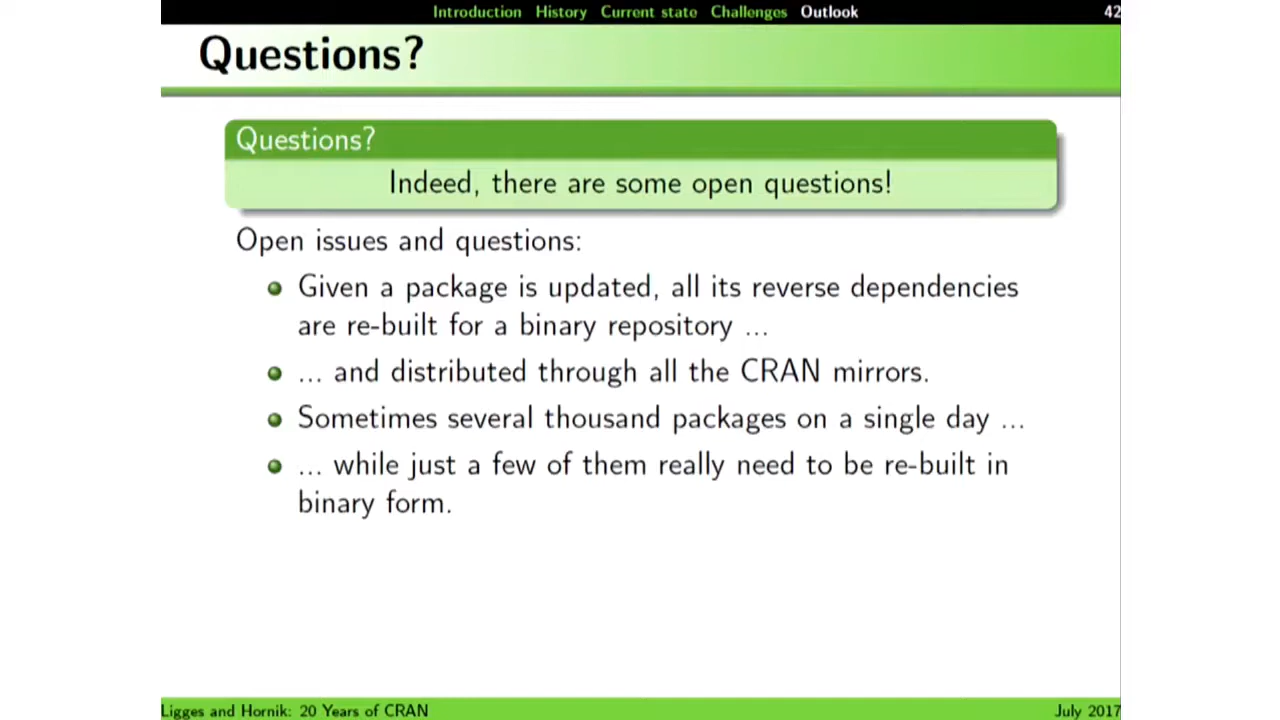 Introduction History Current state Challenges Outlook 42
Questions?
Questions?
Indeed, there are some open questions!
Open issues and questions:
Given a package is updated, all its reverse dependencies
are re-built for a binary repository ...
... and distributed through all the CRAN mirrors.
Sometimes several thousand packages on a single day ...
... while just a few of them really need to be re-built in
binary form.
Ligges and Hornik: 20 Years of CRAN July 2017